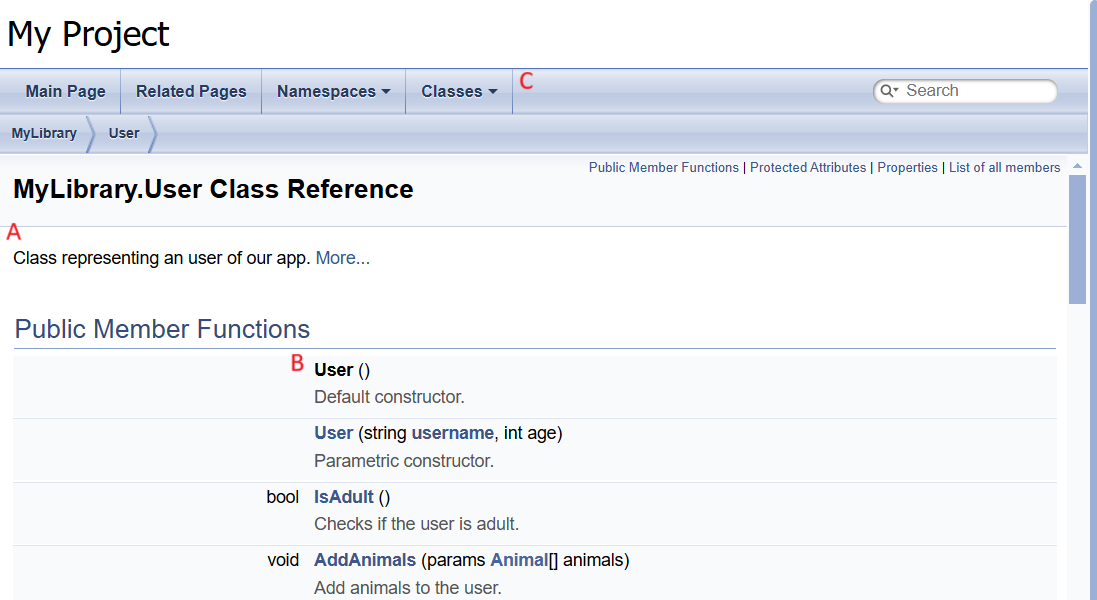 My Project
Main Page Related Pages Namespaces Classes C Search
MyLibrary User
Public Member Functions | Protected Attributes | Properties | List of all members
MyLibrary.User Class Reference
A
Class representing an user of our app. More...
Public Member Functions
B
User ()
Default constructor.
User (string username, int age)
Parametric constructor.
bool IsAdult ()
Checks if the user is adult.
void AddAnimals (params Animal[] animals)
Add animals to the user.